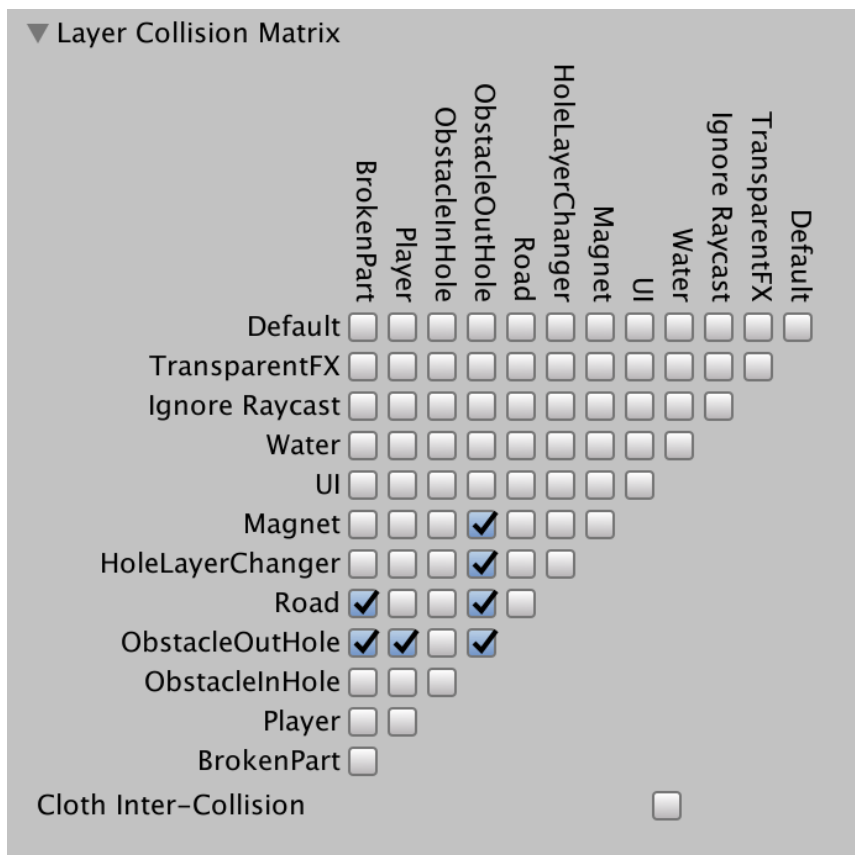 Layer Collision Matrix
BrokenPart
Player
ObstacleInHole
ObstacleOutHole
Road
HoleLayerChanger
Magnet
UI
Water
Ignore Raycast
TransparentFX
Default
Default
TransparentFX
Ignore Raycast
Water
UI
Magnet
HoleLayerChanger
Road
ObstacleOutHole
ObstacleInHole
Player
BrokenPart
Cloth Inter-Collision